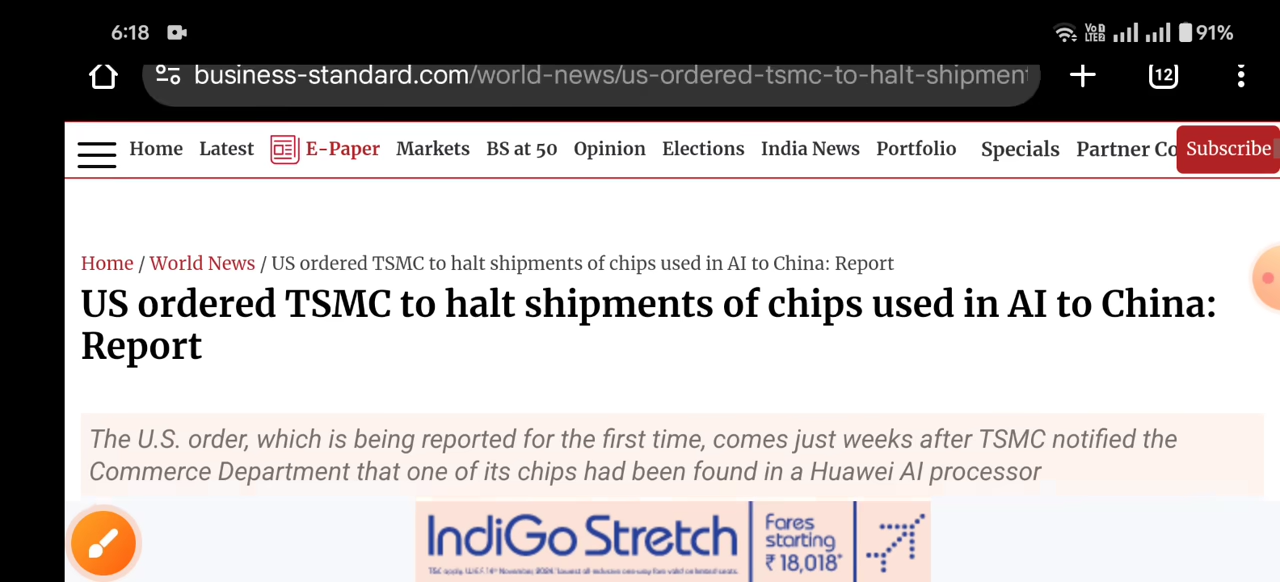 6:18
VoD LTE2 91%
business-standard.com/world-news/us-ordered-tsmc-to-halt-shipment
12
Home Latest E-Paper Markets BS at 50 Opinion Elections India News Portfolio Specials Partner Co Subscribe
Home / World News / US ordered TSMC to halt shipments of chips used in AI to China: Report
US ordered TSMC to halt shipments of chips used in AI to China:
Report
The U.S. order, which is being reported for the first time, comes just weeks after TSMC notified the
Commerce Department that one of its chips had been found in a Huawei AI processor
IndiGo Stretch
Fares
starting
₹ 18,018*